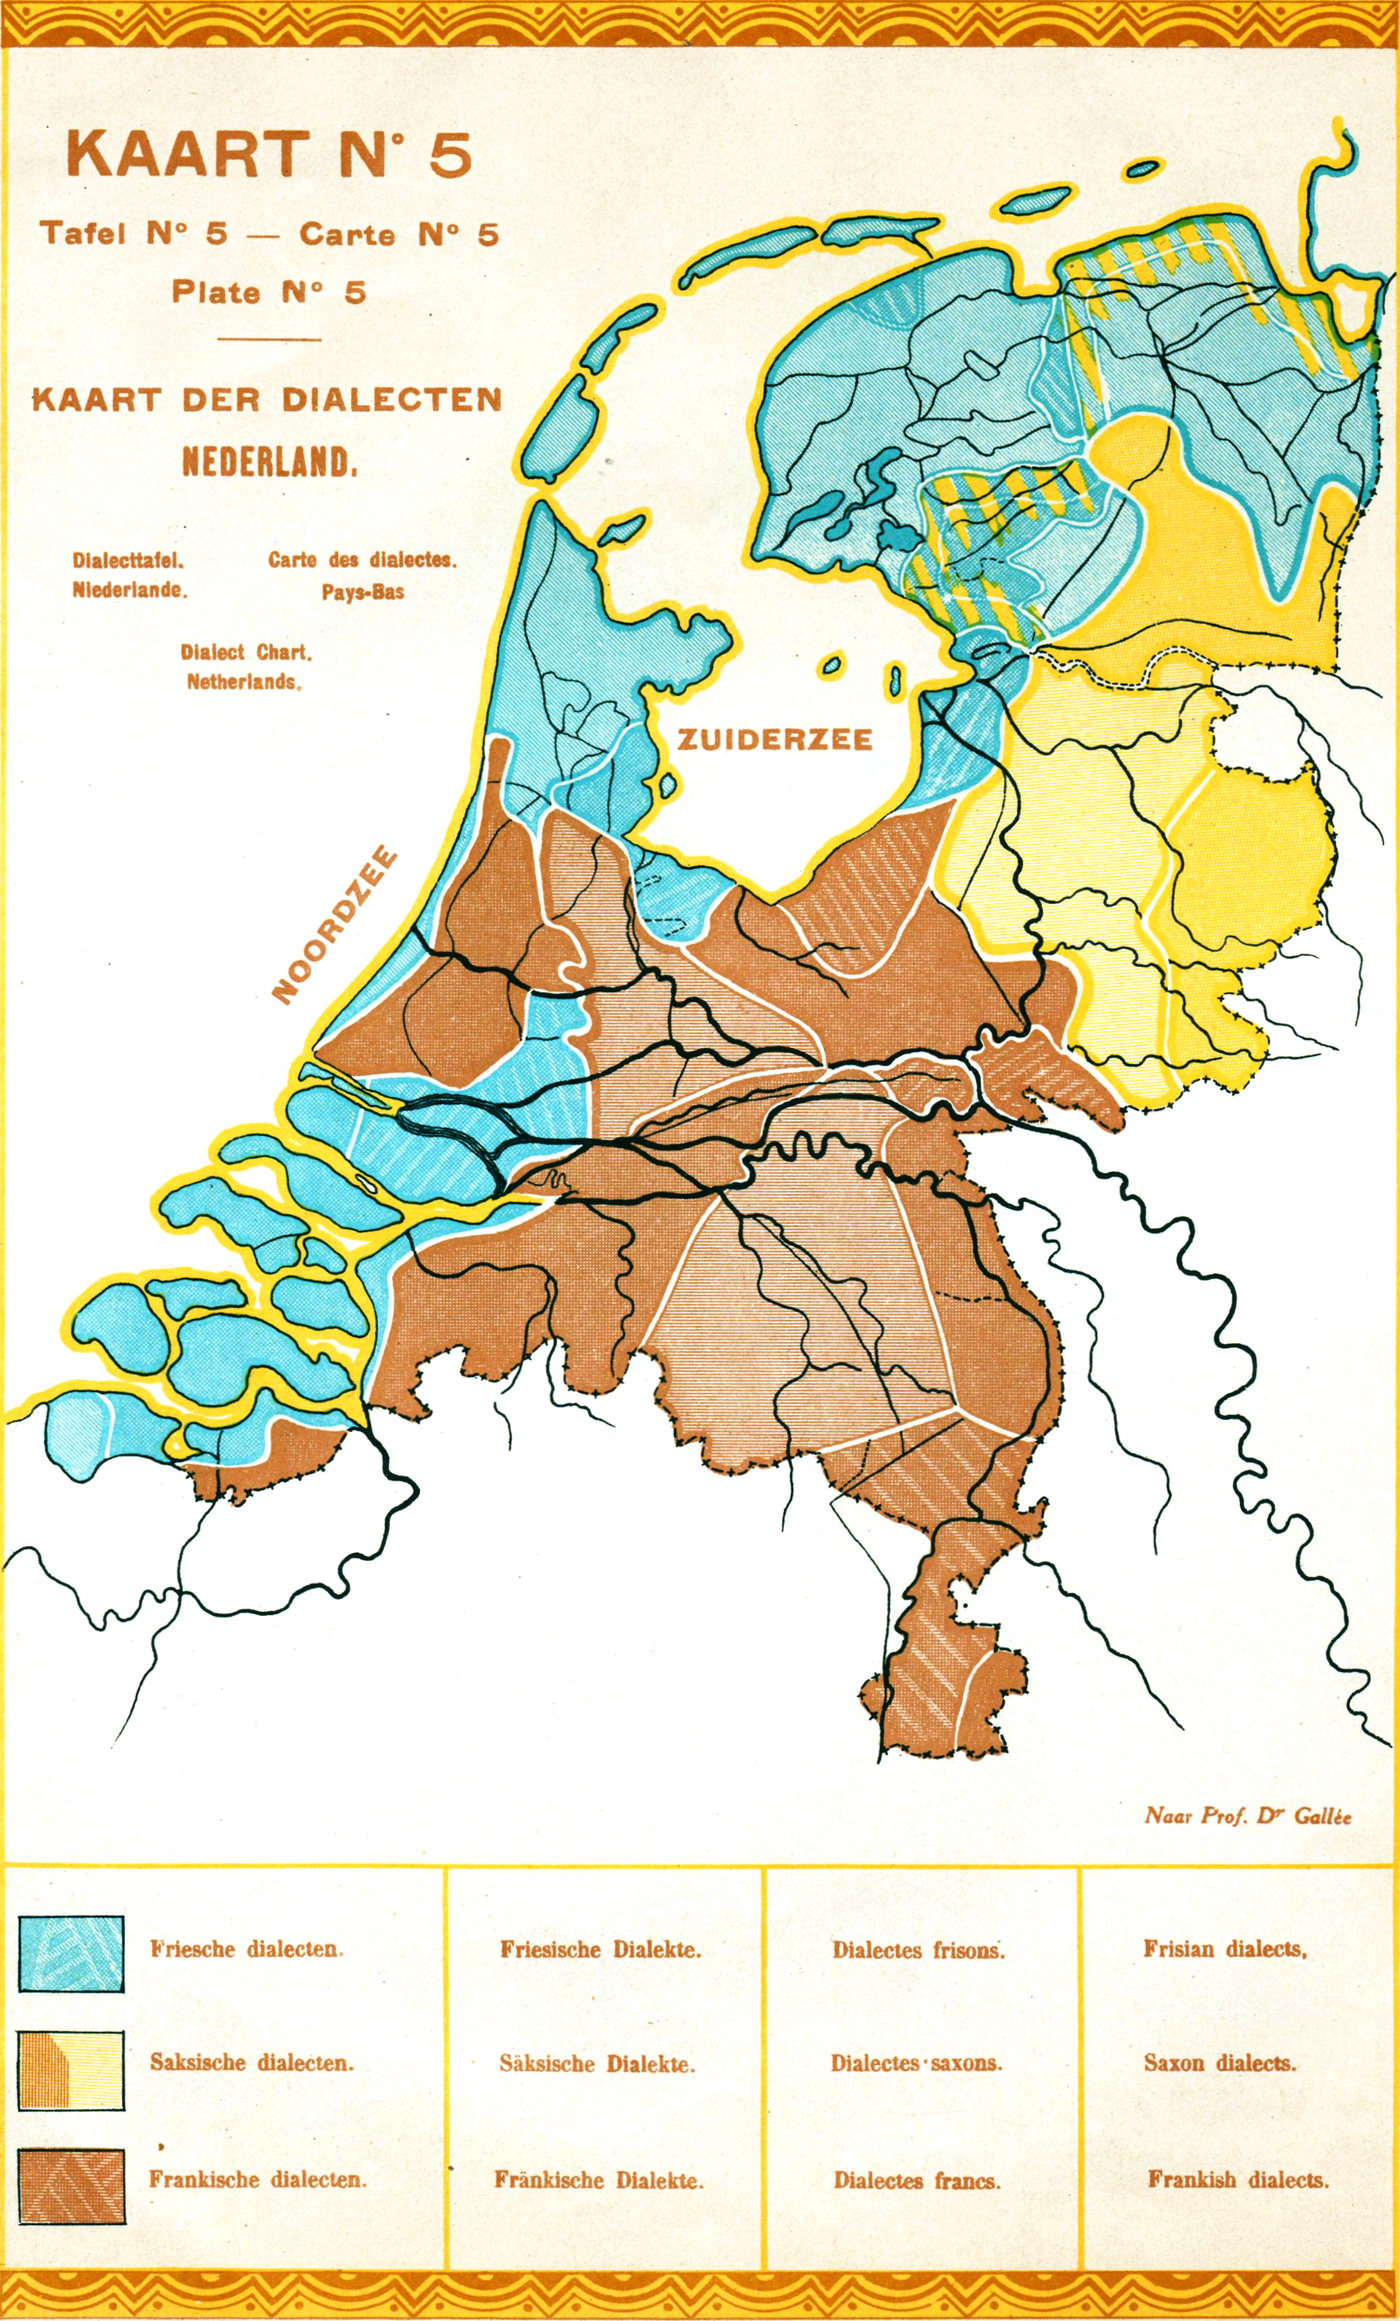 KAART N° 5
Tafel N° 5 — Carte N° 5
Plate N° 5
KAART DER DIALECTEN
NEDERLAND.
Dialecttafel.
Niederlande.
Carte des dialectes.
Pays-Bas
Dialect Chart.
Netherlands.
ZUIDERZEE
NOORDZEE
Naar Prof. Dr Gallée
Friesche dialecten. Friesische Dialekte. Dialectes frisons. Frisian dialects,
Saksische dialecten. Säksische Dialekte. Dialectes saxons. Saxon dialects.
Frankische dialecten. Fränkische Dialekte. Dialectes francs. Frankish dialects.